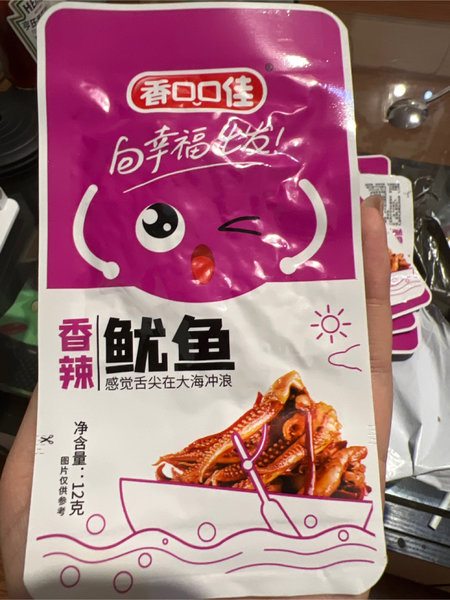 香口口佳
®
向幸福出发!
香辣
鱿鱼
感觉舌尖在大海冲浪
净含量:12克
图片仅供参考